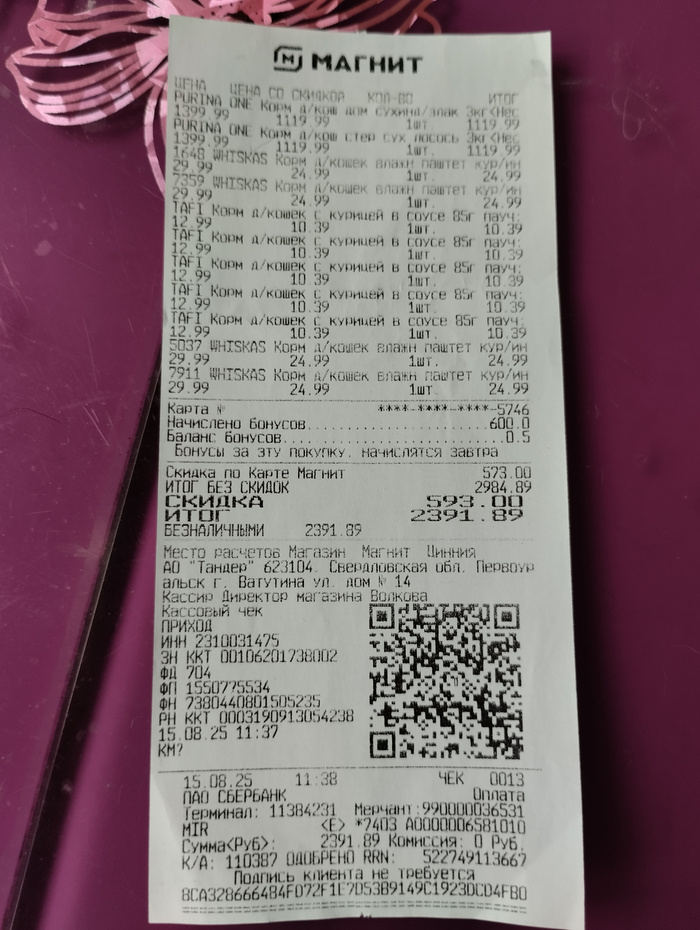 МАГНИТ
ЦЕНА ЦЕНА СО СКИДКОЙ КОЛ-ВО ИТОГ
PURINA ONE Корм д/кош дом сухинд/злак 3кг<Нес
1399.99 1119.99 1шт. 1119.99
PURINA ONE Корм д/кош стер сух лосось 3кг<Нес
1399.99 1119.99 1шт. 1119.99
1648 WHISKAS Корм д/кошек влажн паштет кур/ин
29.99 24.99 1шт. 24.99
7359 WHISKAS Корм д/кошек влажн паштет кур/ин
29.99 24.99 1шт. 24.99
TAFI Корм д/кошек с курицей в соусе 85г пауч:
12.99 10.39 1шт. 10.39
TAFI Корм д/кошек с курицей в соусе 85г пауч:
12.99 10.39 1шт. 10.39
TAFI Корм д/кошек с курицей в соусе 85г пауч:
12.99 10.39 1шт. 10.39
TAFI Корм д/кошек с курицей в соусе 85г пауч:
12.99 10.39 1шт. 10.39
TAFI Корм д/кошек с курицей в соусе 85г пауч:
12.99 10.39 1шт. 10.39
5037 WHISKAS Корм д/кошек влажн паштет кур/ин
29.99 24.99 1шт. 24.99
7911 WHISKAS Корм д/кошек влажн паштет кур/ин
29.99 24.99 1шт. 24.99
Карта № ****-****-****-5746
Начислено бонусов......................600.0
Баланс бонусов...........................0.5
Бонусы за эту покупку. начислятся завтра
Скидка по Карте Магнит 573.00
ИТОГ БЕЗ СКИДОК 2984.89
СКИДКА 593.00
ИТОГ 2391.89
БЕЗНАЛИЧНЫМИ 2391.89
Место расчетов Магазин Магнит Цинния
АО "Тандер" 623104. Свердловская обл. Первоур
альск г. Ватутина ул. дом № 14
Кассир Директор магазина Волкова
Кассовый чек
ПРИХОД
ИНН 2310031475
ЗН ККТ 00106201738002
ФД 704
ФП 1550775534
ФН 7380440801505235
РН ККТ 0003190913054238
15.08.25 11:37
КМ?
15.08.25 11:38 ЧЕК 0013
ПАО СБЕРБАНК Оплата
Терминал: 11384231 Мерчант:990000036531
MIR <E> *7403 A0000006581010
Сумма<Руб>: 2391.89 Комиссия: 0 Руб.
К/А: 110387 ОДОБРЕНО RRN: 522749113667
Подпись клиента не требуется
8CA328666484F072F1E7D5389149C1923DCD4FB0